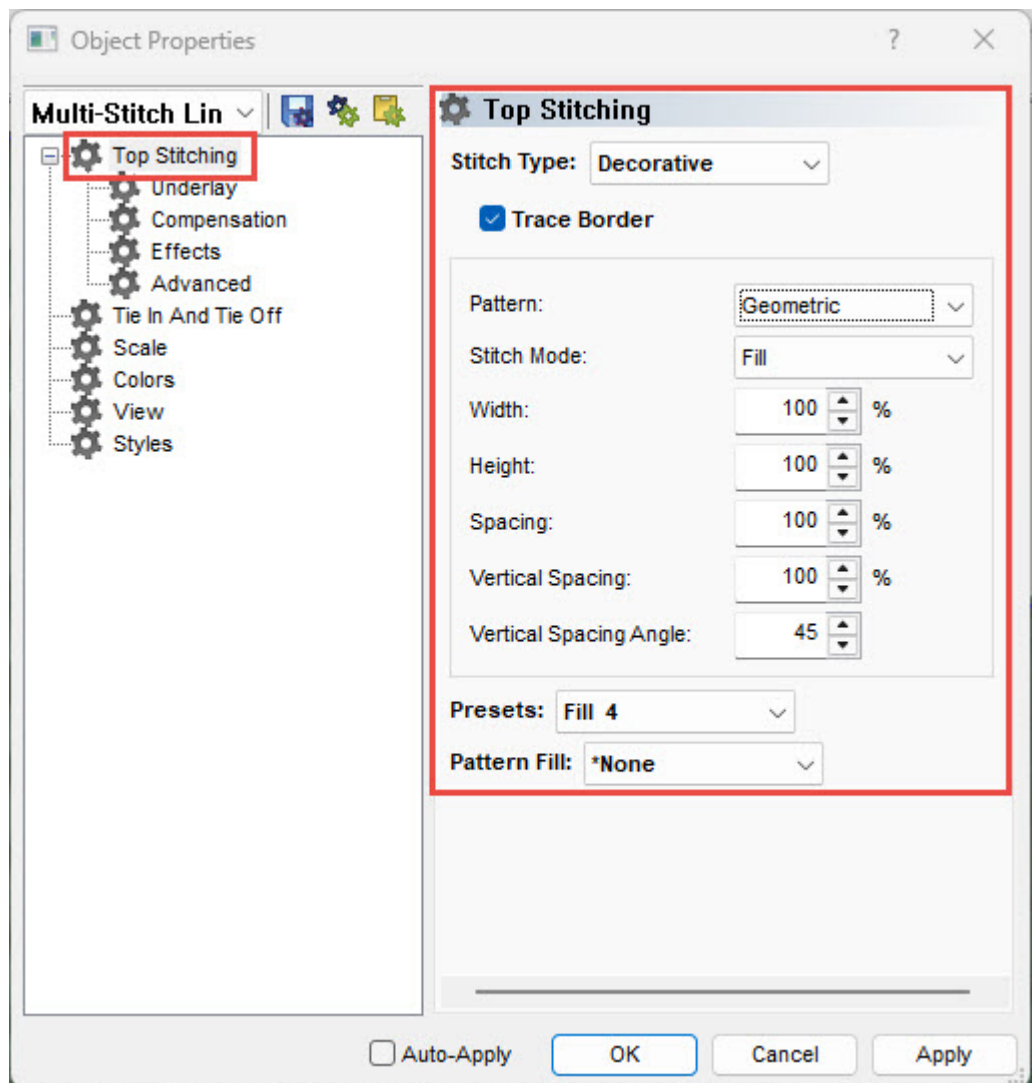 Object Properties
?
Multi-Stitch Lin
Top Stitching
Underlay
Compensation
Effects
Advanced
Tie In And Tie Off
Scale
Colors
View
Styles
Top Stitching
Stitch Type: Decorative
Trace Border
Pattern: Geometric
Stitch Mode: Fill
Width: 100 %
Height: 100 %
Spacing: 100 %
Vertical Spacing: 100 %
Vertical Spacing Angle: 45
Presets: Fill 4
Pattern Fill: *None
Auto-Apply OK Cancel Apply